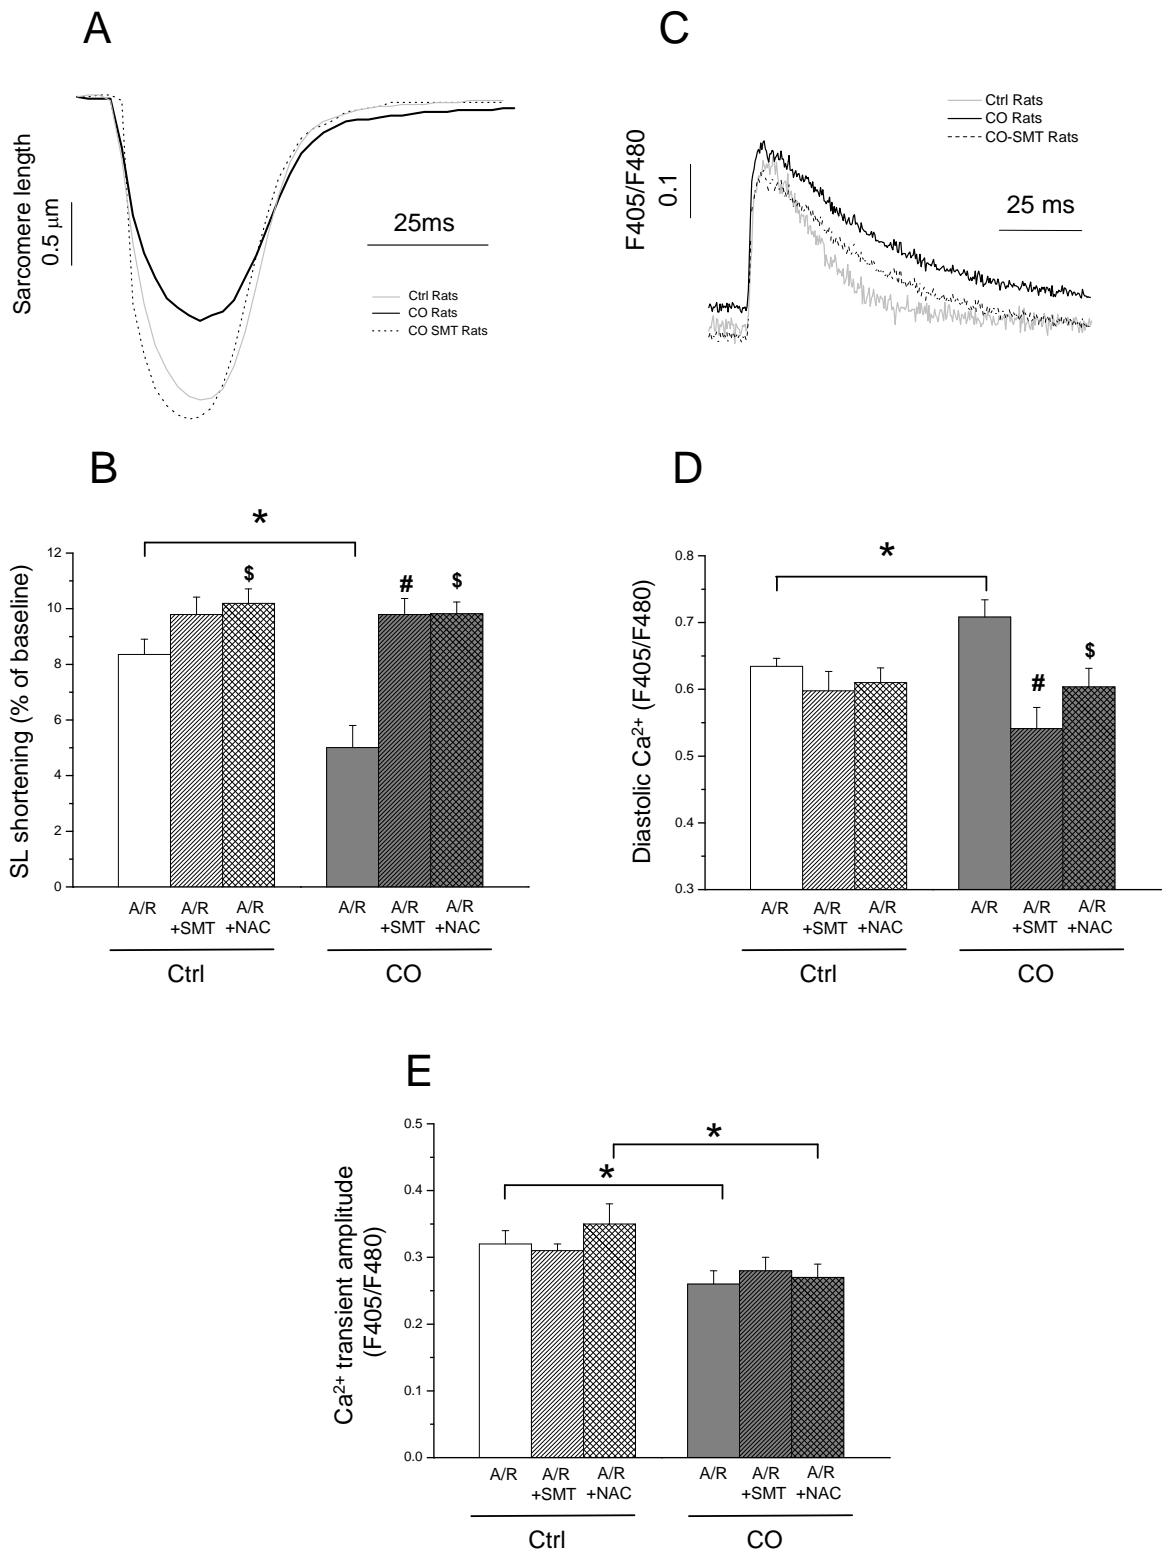 A
Sarcomere length
0.5 μm
25ms
Ctrl Rats
CO Rats
CO SMT Rats
C
F405/F480
0.1
Ctrl Rats
CO Rats
CO-SMT Rats
25 ms
B
SL shortening (% of baseline)
12
10
8
6
4
2
0
*
$
#
$
A/R
A/R
+SMT
A/R
+NAC
A/R
A/R
+SMT
A/R
+NAC
Ctrl
CO
D
Diastolic Ca²⁺ (F405/F480)
0.8
0.7
0.6
0.5
0.4
0.3
*
#
$
A/R
A/R
+SMT
A/R
+NAC
A/R
A/R
+SMT
A/R
+NAC
Ctrl
CO
E
Ca²⁺ transient amplitude
(F405/F480)
0.5
0.4
0.3
0.2
0.1
0.0
*
*
A/R
A/R
+SMT
A/R
+NAC
A/R
A/R
+SMT
A/R
+NAC
Ctrl
CO